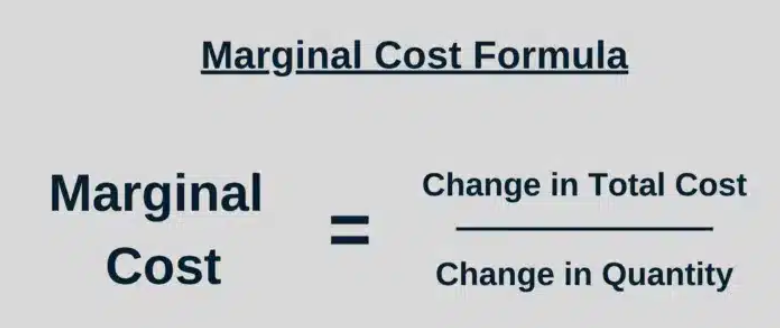 Marginal Cost Formula
Marginal
Cost
=
Change in Total Cost
Change in Quantity